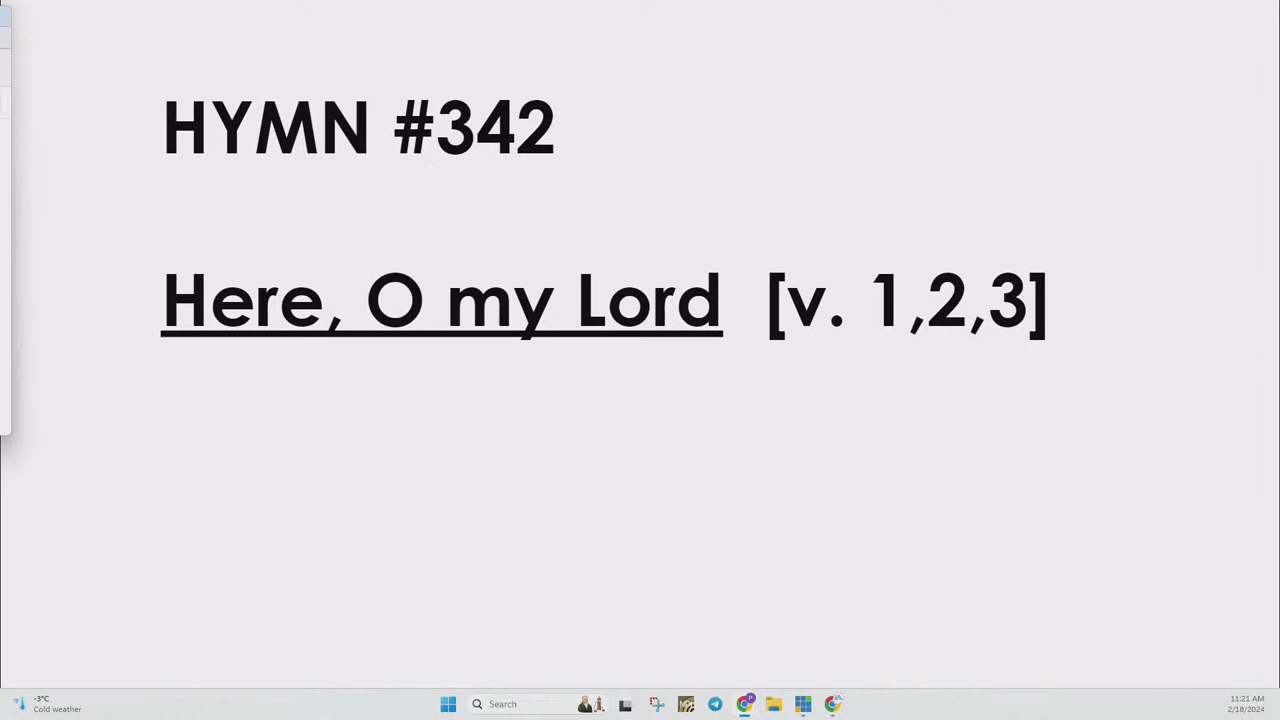 HYMN #342
Here, O my Lord [v. 1,2,3]
-3°C
Cold weather
Search
11:21 AM
2/18/2024